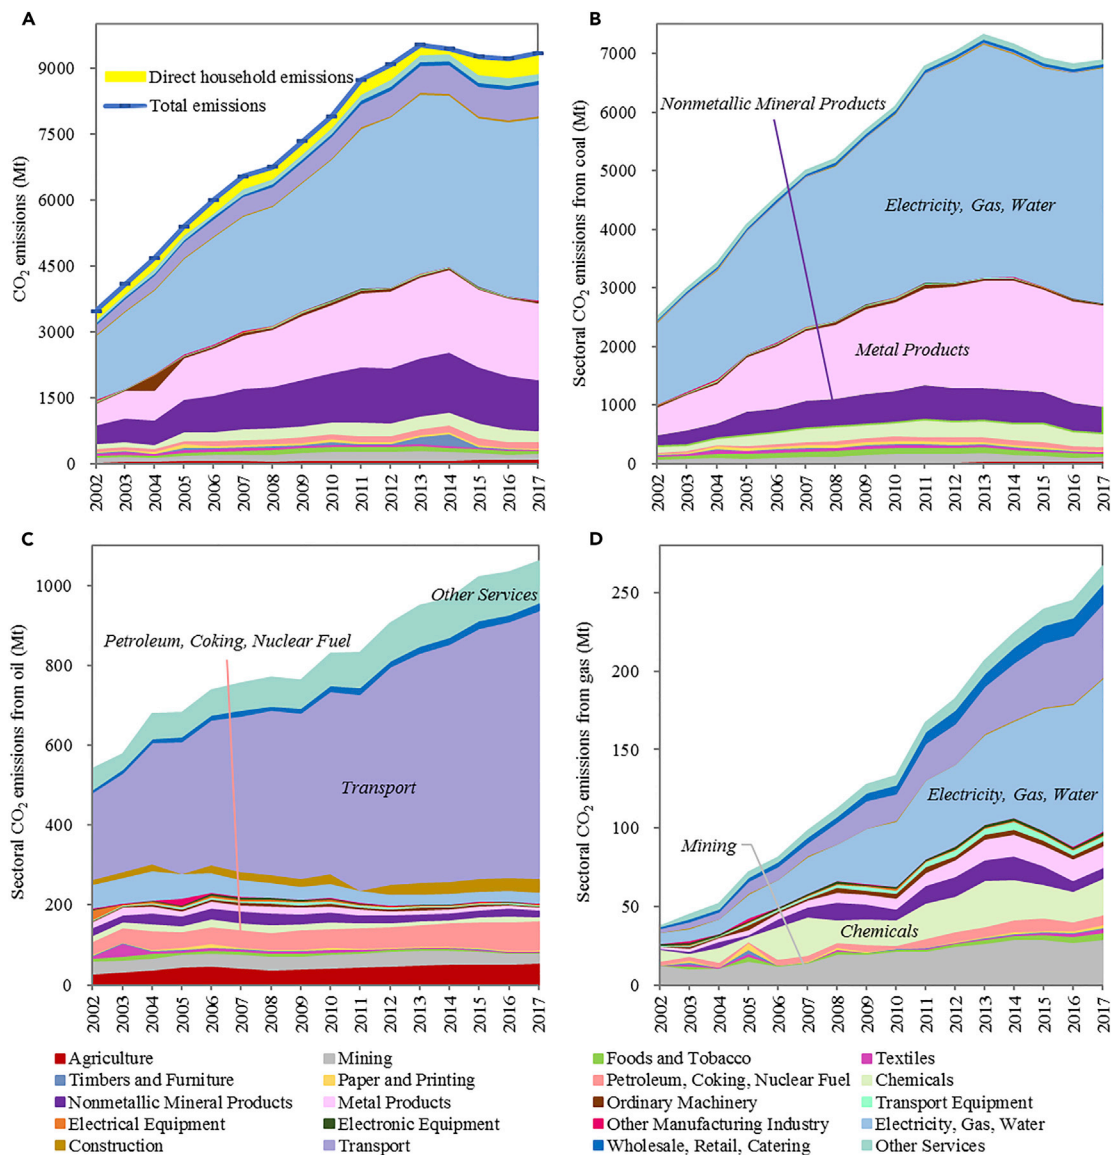 A
CO2 emissions (Mt)
9000
7500
6000
4500
3000
1500
0
Direct household emissions
Total emissions
2002
2003
2004
2005
2006
2007
2008
2009
2010
2011
2012
2013
2014
2015
2016
2017
B
Sectoral CO2 emissions from coal (Mt)
7000
6000
5000
4000
3000
2000
1000
0
Nonmetallic Mineral Products
Electricity, Gas, Water
Metal Products
2002
2003
2004
2005
2006
2007
2008
2009
2010
2011
2012
2013
2014
2015
2016
2017
C
Sectoral CO2 emissions from oil (Mt)
1000
800
600
400
200
0
Other Services
Petroleum, Coking, Nuclear Fuel
Transport
2002
2003
2004
2005
2006
2007
2008
2009
2010
2011
2012
2013
2014
2015
2016
2017
D
Sectoral CO2 emissions from gas (Mt)
250
200
150
100
50
0
Electricity, Gas, Water
Mining
Chemicals
2002
2003
2004
2005
2006
2007
2008
2009
2010
2011
2012
2013
2014
2015
2016
2017
Agriculture
Mining
Foods and Tobacco
Textiles
Timbers and Furniture
Paper and Printing
Petroleum, Coking, Nuclear Fuel
Chemicals
Nonmetallic Mineral Products
Metal Products
Ordinary Machinery
Transport Equipment
Electrical Equipment
Electronic Equipment
Other Manufacturing Industry
Electricity, Gas, Water
Construction
Transport
Wholesale, Retail, Catering
Other Services